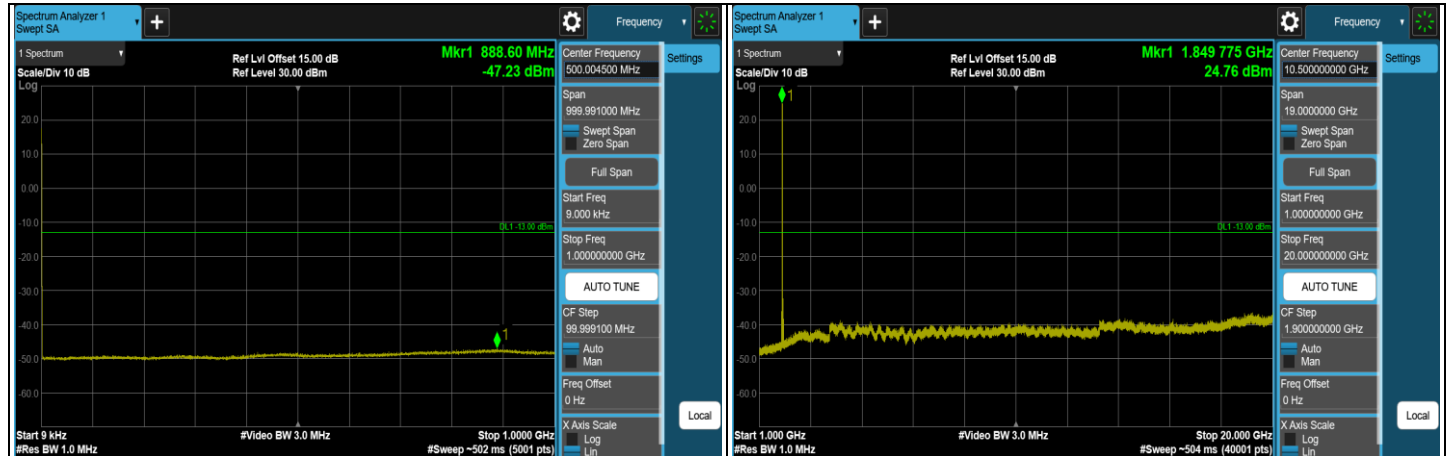 Spectrum Analyzer 1
Swept SA
+
Frequency
1 Spectrum
Ref Lvl Offset 15.00 dB
Mkr1 888.60 MHz
Scale/Div 10 dB
Ref Level 30.00 dBm
-47.23 dBm
Log
20.0
10.0
0.00
-10.0
-20.0
-30.0
-40.0
-50.0
-60.0
DL1 -13.00 dBm
1
Start 9 kHz
#Video BW 3.0 MHz
Stop 1.0000 GHz
#Res BW 1.0 MHz
#Sweep ~502 ms (5001 pts)
Center Frequency
500.004500 MHz
Settings
Span
999.991000 MHz
Swept Span
Zero Span
Full Span
Start Freq
9.000 kHz
Stop Freq
1.000000000 GHz
AUTO TUNE
CF Step
99.999100 MHz
Auto
Man
Freq Offset
0 Hz
X Axis Scale
Log
Lin
Local
Spectrum Analyzer 1
Swept SA
+
Frequency
1 Spectrum
Ref Lvl Offset 15.00 dB
Mkr1 1.849 775 GHz
Scale/Div 10 dB
Ref Level 30.00 dBm
24.76 dBm
Log
1
20.0
10.0
0.00
-10.0
-20.0
-30.0
-40.0
-50.0
-60.0
DL1 -13.00 dBm
Start 1.000 GHz
#Video BW 3.0 MHz
Stop 20.000 GHz
#Res BW 1.0 MHz
#Sweep ~504 ms (40001 pts)
Center Frequency
10.500000000 GHz
Settings
Span
19.0000000 GHz
Swept Span
Zero Span
Full Span
Start Freq
1.000000000 GHz
Stop Freq
20.000000000 GHz
AUTO TUNE
CF Step
1.900000000 GHz
Auto
Man
Freq Offset
0 Hz
X Axis Scale
Log
Lin
Local